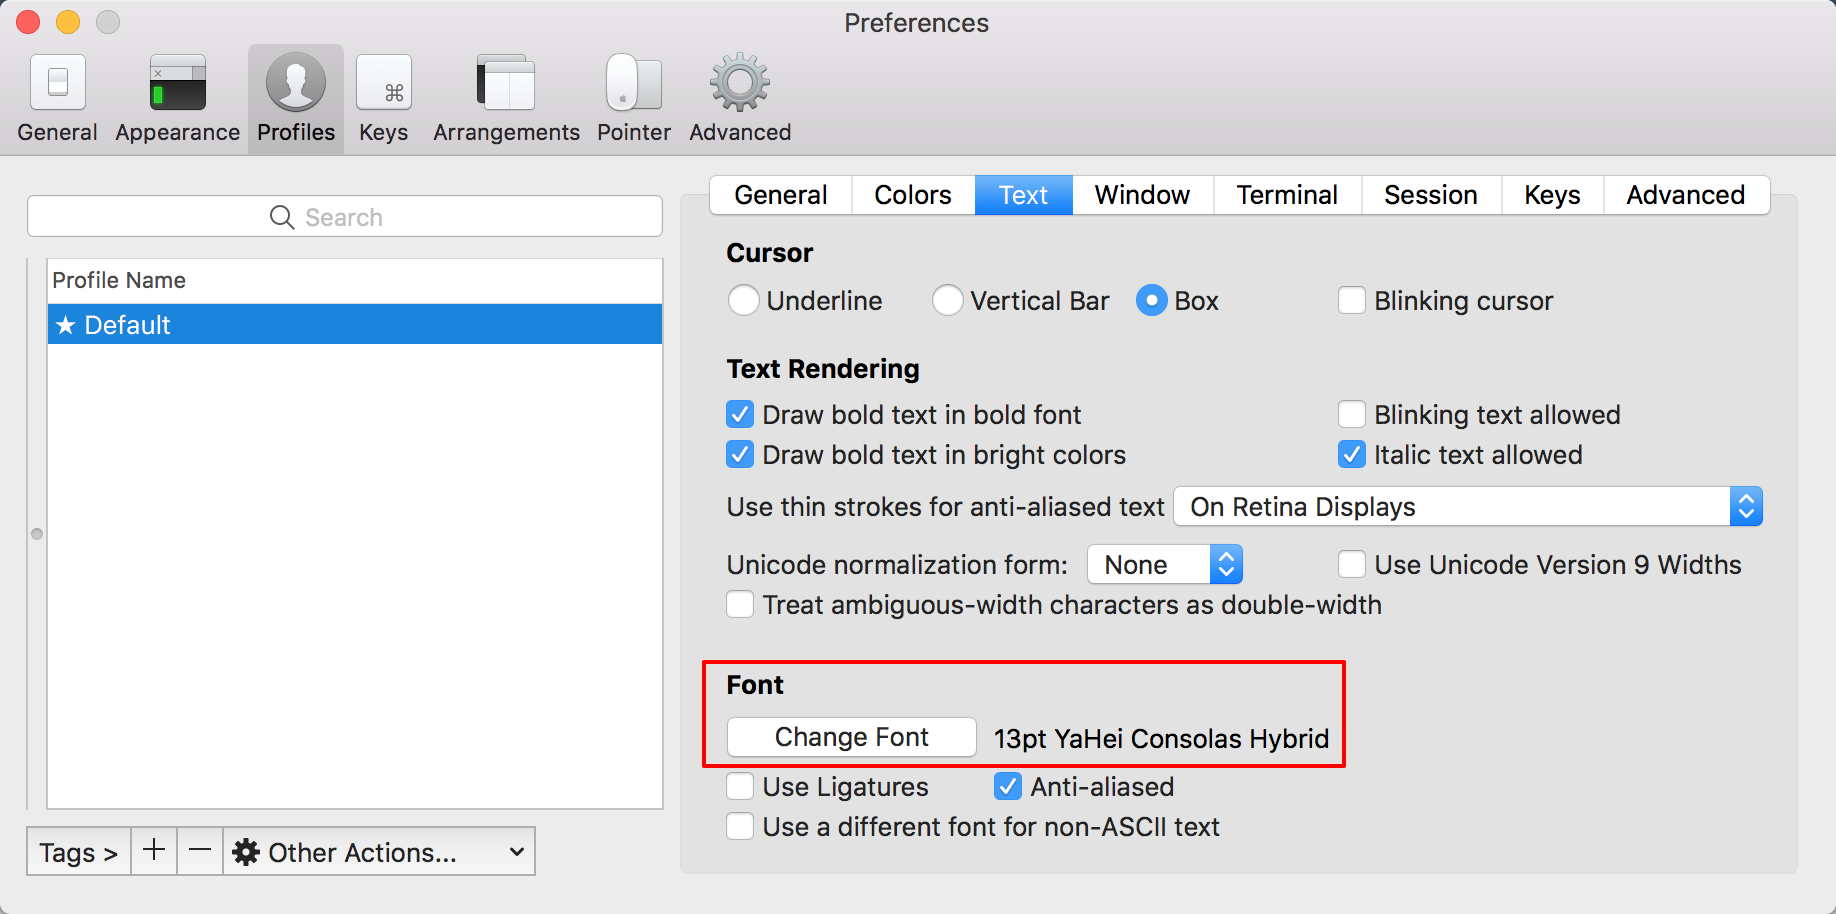 Preferences
General Appearance Profiles Keys Arrangements Pointer Advanced
Search
Profile Name
★ Default
Tags > + − Other Actions...
General Colors Text Window Terminal Session Keys Advanced
Cursor
Underline Vertical Bar Box Blinking cursor
Text Rendering
Draw bold text in bold font Blinking text allowed
Draw bold text in bright colors Italic text allowed
Use thin strokes for anti-aliased text On Retina Displays
Unicode normalization form: None Use Unicode Version 9 Widths
Treat ambiguous-width characters as double-width
Font
Change Font 13pt YaHei Consolas Hybrid
Use Ligatures Anti-aliased
Use a different font for non-ASCII text